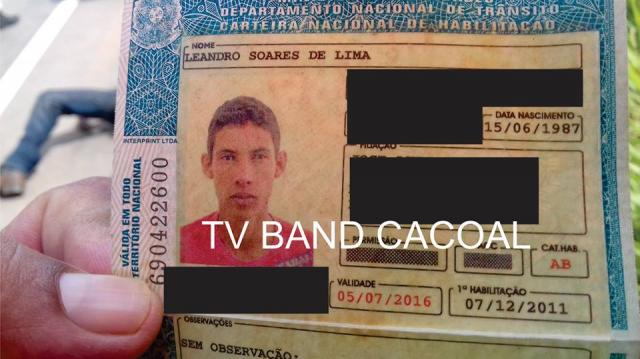 DEPARTAMENTO NACIONAL DE TRÂNSITO
CARTEIRA NACIONAL DE HABILITAÇÃO
NOME
LEANDRO SOARES DE LIMA
DATA NASCIMENTO
15/06/1987
FILIAÇÃO
INTERPRINT LTDA
VÁLIDA EM TODO
TERRITÓRIO NACIONAL
690422600
TV BAND CACOAL
PERMISSÃO
ACC
CAT. HAB.
AB
VALIDADE
05/07/2016
1ª HABILITAÇÃO
07/12/2011
OBSERVAÇÕES
SEM OBSERVAÇÃO.